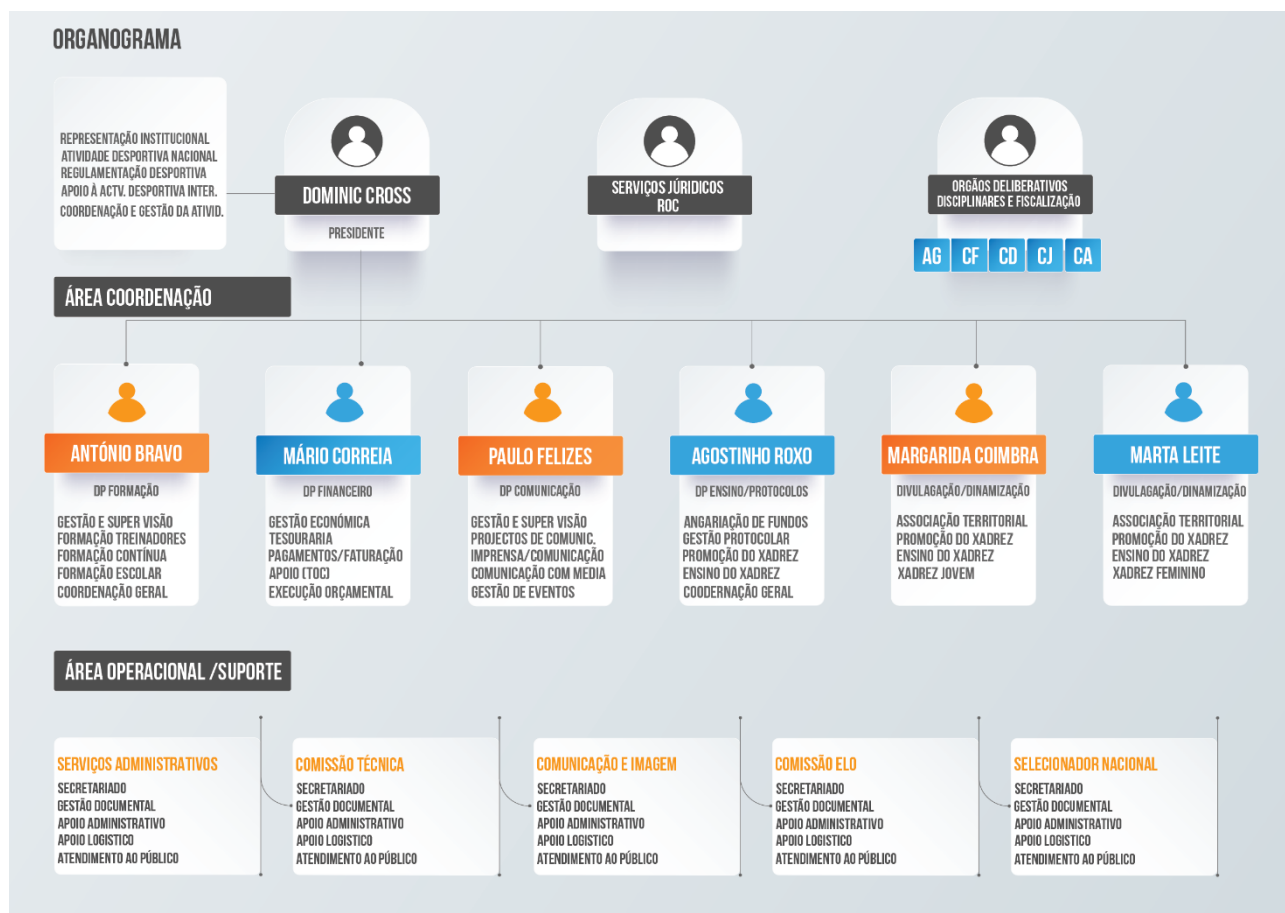 ORGANOGRAMA
REPRESENTAÇÃO INSTITUCIONAL
ATIVIDADE DESPORTIVA NACIONAL
REGULAMENTAÇÃO DESPORTIVA
APOIO À ACTV. DESPORTIVA INTER.
COORDENAÇÃO E GESTÃO DA ATIVID.
DOMINIC CROSS
PRESIDENTE
SERVIÇOS JÚRIDICOS
ROC
ORGÃOS DELIBERATIVOS
DISCIPLINARES E FISCALIZAÇÃO
AG CF CD CJ CA
ÁREA COORDENAÇÃO
ANTÓNIO BRAVO
DP FORMAÇÃO
GESTÃO E SUPER VISÃO
FORMAÇÃO TREINADORES
FORMAÇÃO CONTÍNUA
FORMAÇÃO ESCOLAR
COORDENAÇÃO GERAL
MÁRIO CORREIA
DP FINANCEIRO
GESTÃO ECONÓMICA
TESOURARIA
PAGAMENTOS/FATURAÇÃO
APOIO (TOC)
EXECUÇÃO ORÇAMENTAL
PAULO FELIZES
DP COMUNICAÇÃO
GESTÃO E SUPER VISÃO
PROJECTOS DE COMUNIC.
IMPRENSA/COMUNICAÇÃO
COMUNICAÇÃO COM MEDIA
GESTÃO DE EVENTOS
AGOSTINHO ROXO
DP ENSINO/PROTOCOLOS
ANGARIAÇÃO DE FUNDOS
GESTÃO PROTOCOLAR
PROMOÇÃO DO XADREZ
ENSINO DO XADREZ
COODERNAÇÃO GERAL
MARGARIDA COIMBRA
DIVULAGAÇÃO/DINAMIZAÇÃO
ASSOCIAÇÃO TERRITORIAL
PROMOÇÃO DO XADREZ
ENSINO DO XADREZ
XADREZ JOVEM
MARTA LEITE
DIVULAGAÇÃO/DINAMIZAÇÃO
ASSOCIAÇÃO TERRITORIAL
PROMOÇÃO DO XADREZ
ENSINO DO XADREZ
XADREZ FEMININO
ÁREA OPERACIONAL /SUPORTE
SERVIÇOS ADMINISTRATIVOS
SECRETARIADO
GESTÃO DOCUMENTAL
APOIO ADMINISTRATIVO
APOIO LOGISTICO
ATENDIMENTO AO PÚBLICO
COMISSÃO TÉCNICA
SECRETARIADO
GESTÃO DOCUMENTAL
APOIO ADMINISTRATIVO
APOIO LOGISTICO
ATENDIMENTO AO PÚBLICO
COMUNICAÇÃO E IMAGEM
SECRETARIADO
GESTÃO DOCUMENTAL
APOIO ADMINISTRATIVO
APOIO LOGISTICO
ATENDIMENTO AO PÚBLICO
COMISSÃO ELO
SECRETARIADO
GESTÃO DOCUMENTAL
APOIO ADMINISTRATIVO
APOIO LOGISTICO
ATENDIMENTO AO PÚBLICO
SELECIONADOR NACIONAL
SECRETARIADO
GESTÃO DOCUMENTAL
APOIO ADMINISTRATIVO
APOIO LOGISTICO
ATENDIMENTO AO PÚBLICO